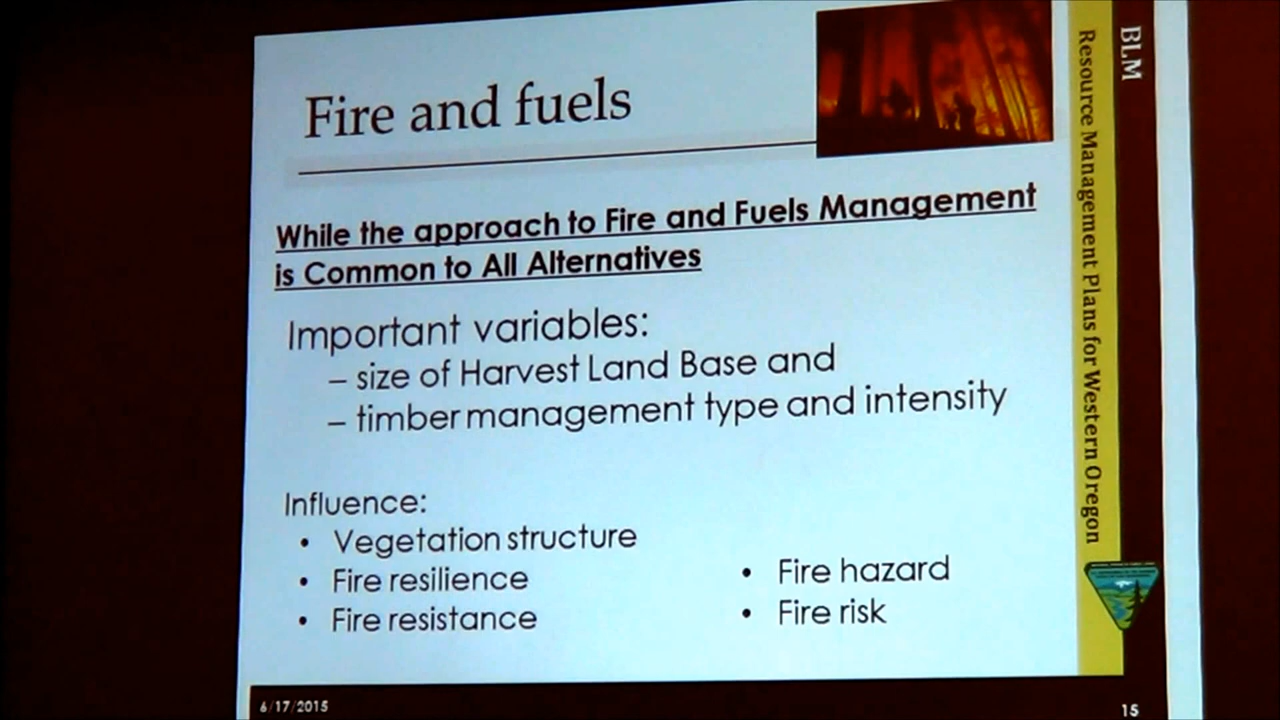 Fire and fuels
While the approach to Fire and Fuels Management
is Common to All Alternatives
Important variables:
– size of Harvest Land Base and
– timber management type and intensity
Influence:
• Vegetation structure
• Fire resilience
• Fire resistance
• Fire hazard
• Fire risk
BLM
Resource Management Plans for Western Oregon
6/17/2015
15